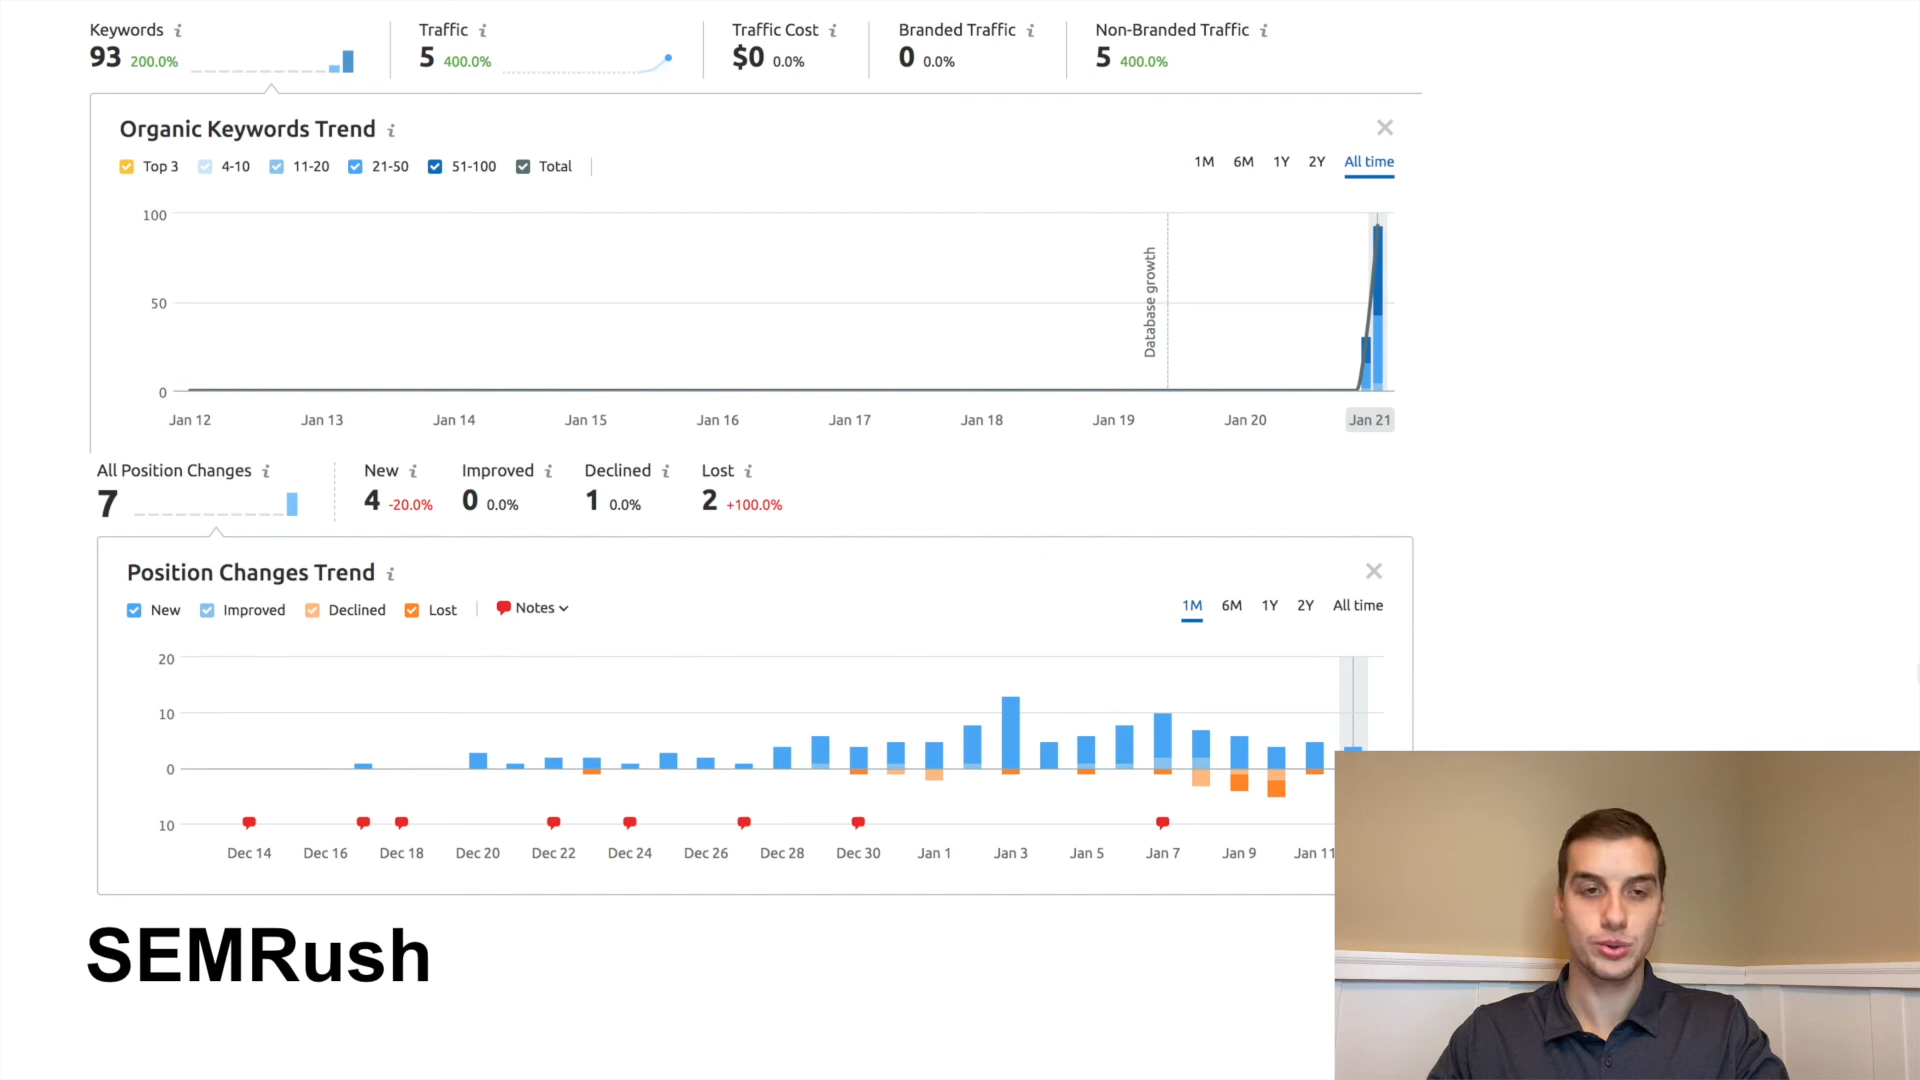 Keywords i Traffic i Traffic Cost i Branded Traffic i Non-Branded Traffic i
93 200.0% 5 400.0% $0 0.0% 0 0.0% 5 400.0%
Organic Keywords Trend i
Top 3 4-10 11-20 21-50 51-100 Total 1M 6M 1Y 2Y All time
100
50
0
Database growth
Jan 12 Jan 13 Jan 14 Jan 15 Jan 16 Jan 17 Jan 18 Jan 19 Jan 20 Jan 21
All Position Changes i New i Improved i Declined i Lost i
7 4 -20.0% 0 0.0% 1 0.0% 2 +100.0%
Position Changes Trend i
New Improved Declined Lost Notes 1M 6M 1Y 2Y All time
20
10
0
10
Dec 14 Dec 16 Dec 18 Dec 20 Dec 22 Dec 24 Dec 26 Dec 28 Dec 30 Jan 1 Jan 3 Jan 5 Jan 7 Jan 9 Jan 11
SEMRush